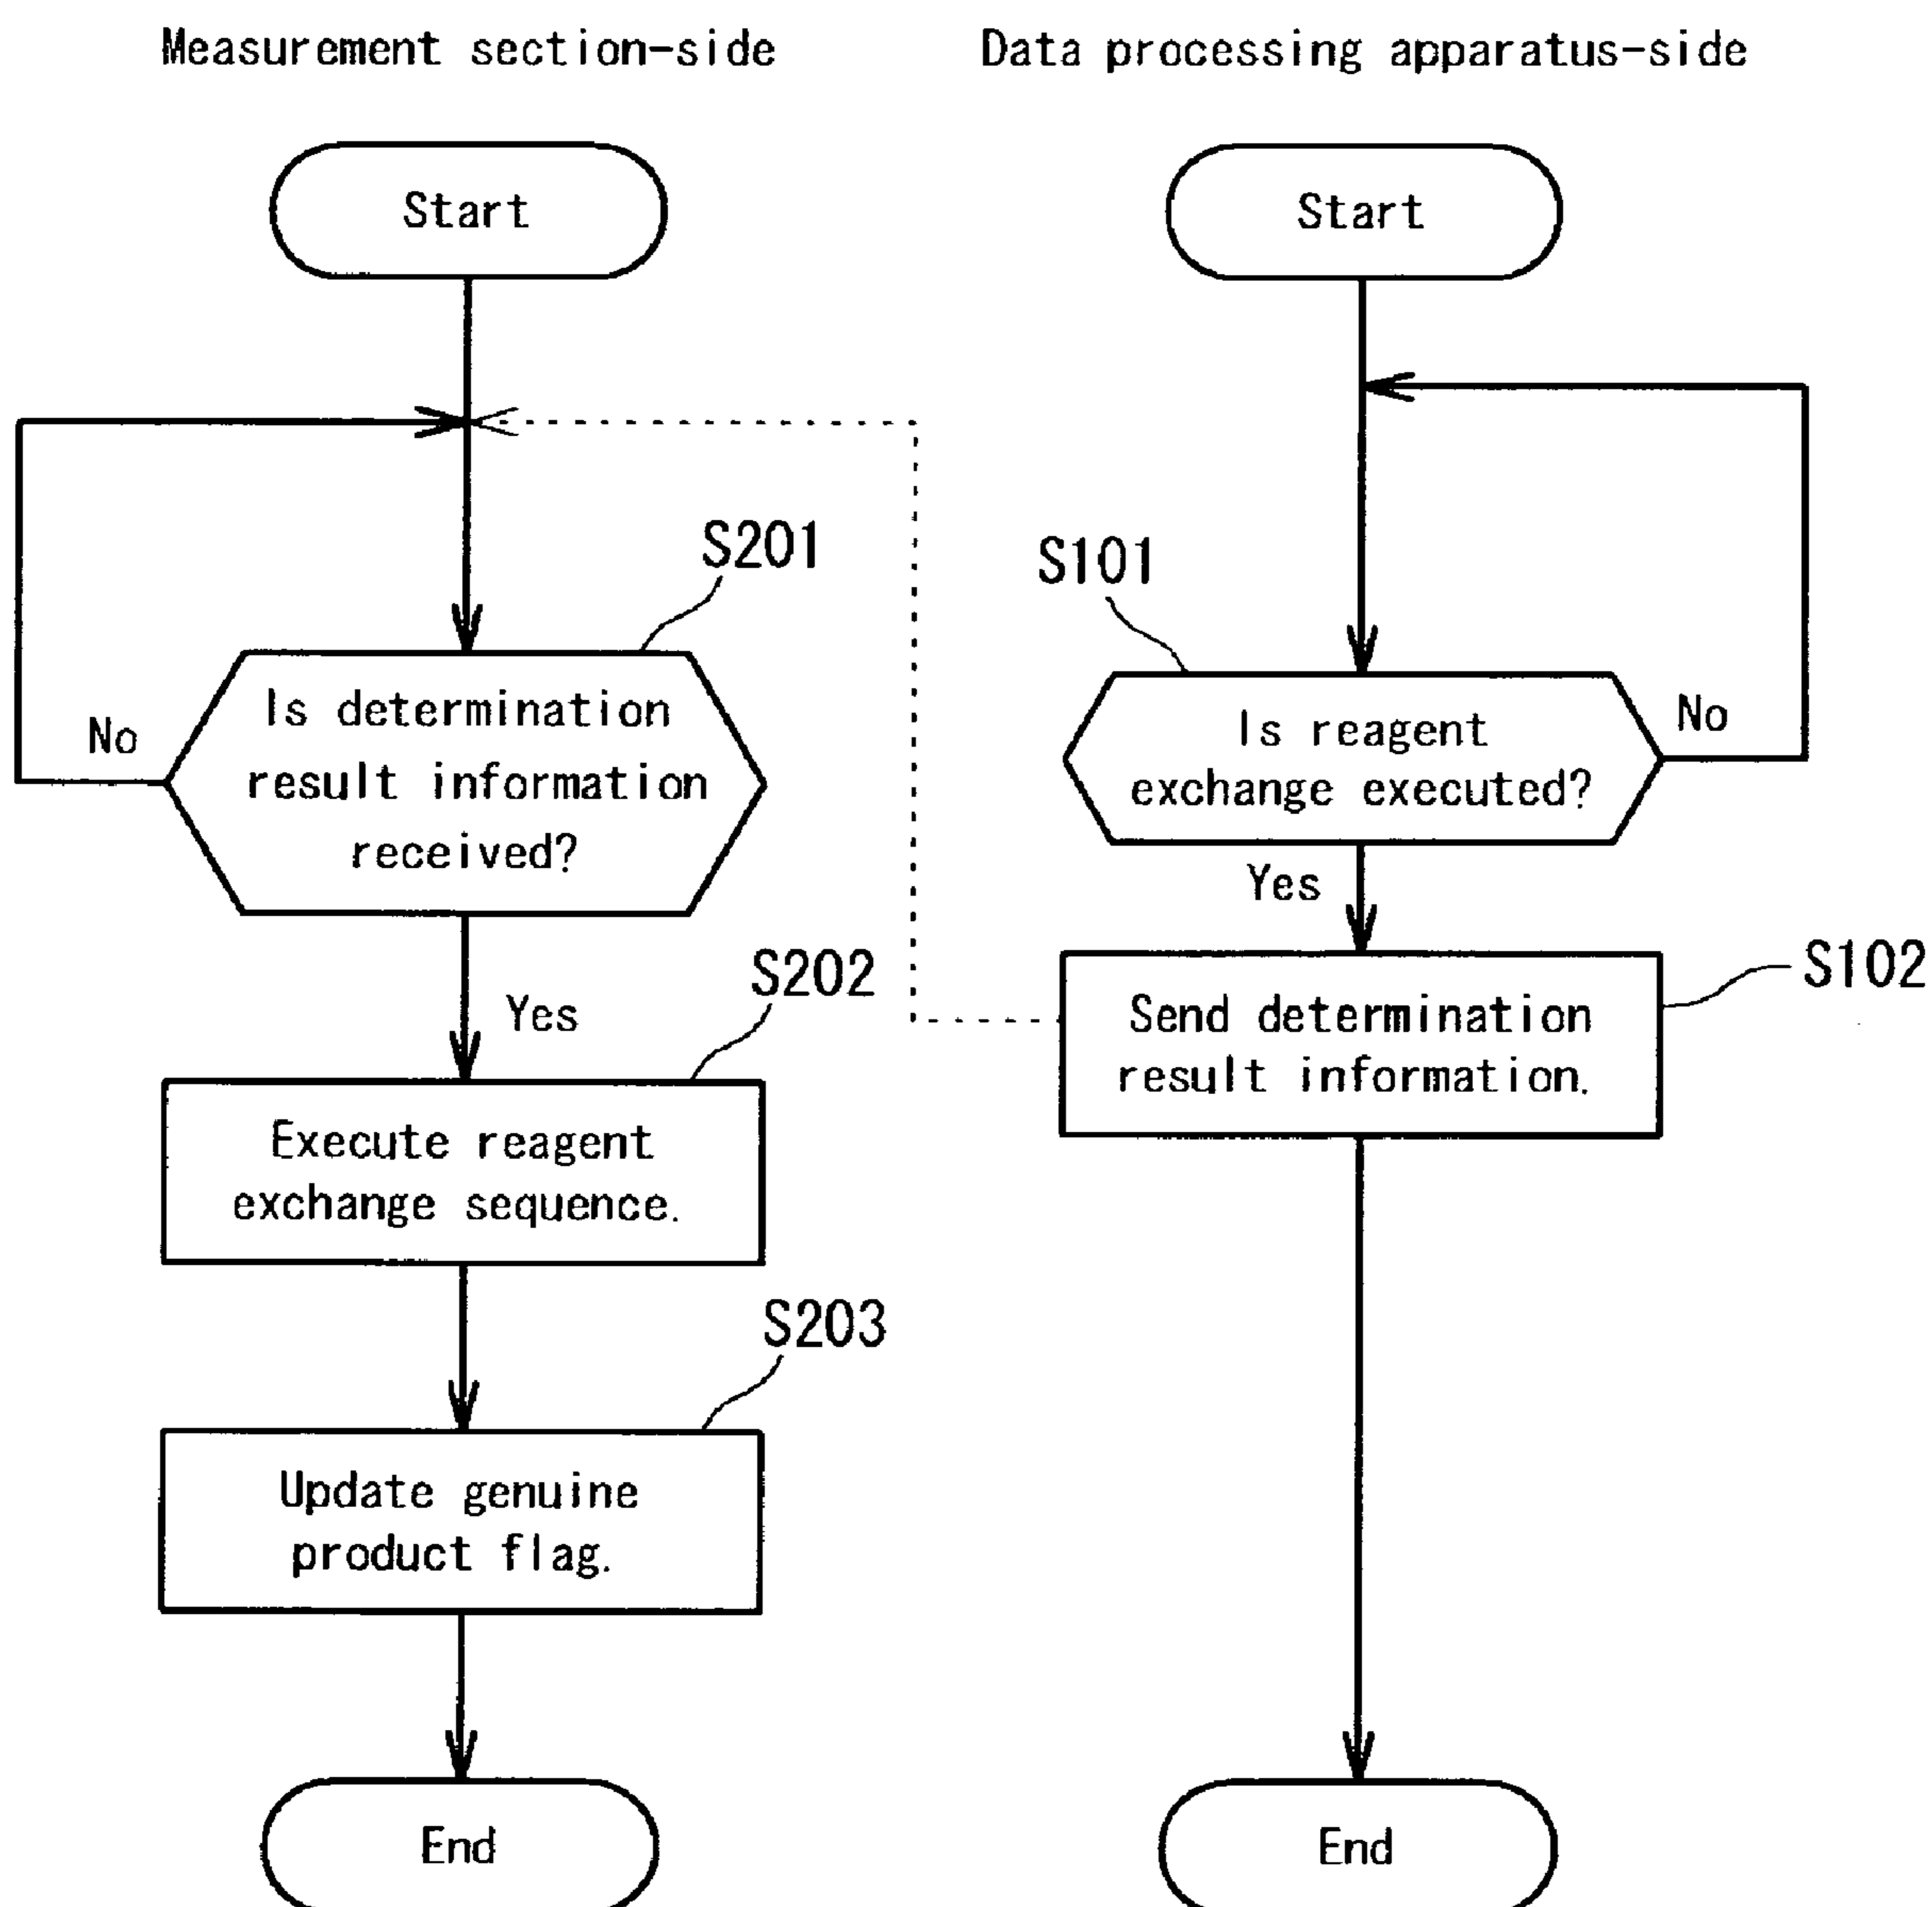 Measurement section-side
Start
S201
Is determination
result information
received?
No
Yes
S202
Execute reagent
exchange sequence.
S203
Update genuine
product flag.
End
Data processing apparatus-side
Start
S101
Is reagent
exchange executed?
No
Yes
S102
Send determination
result information.
End